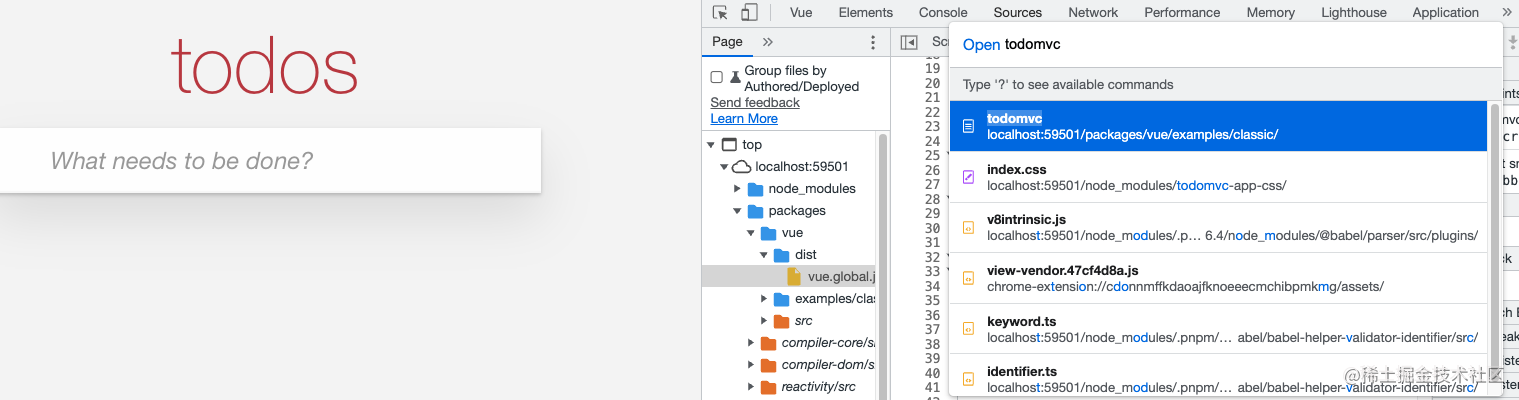 todos
What needs to be done?
Vue Elements Console Sources Network Performance Memory Lighthouse Application »
Page »
Group files by
Authored/Deployed
Send feedback
Learn More
top
localhost:59501
node_modules
packages
vue
dist
vue.global.j
examples/clas
src
compiler-core/s
compiler-dom/s
reactivity/src
Sc
19
20
21
22
23
24
25
26
27
28
29
30
31
32
33
34
35
36
37
38
39
40
41
Open todomvc
Type '?' to see available commands
todomvc
localhost:59501/packages/vue/examples/classic/
index.css
localhost:59501/node_modules/todomvc-app-css/
v8intrinsic.js
localhost:59501/node_modules/.p… 6.4/node_modules/@babel/parser/src/plugins/
view-vendor.47cf4d8a.js
chrome-extension://cdonnmffkdaoajfknoeeecmchibpmkmg/assets/
keyword.ts
localhost:59501/node_modules/.pnpm/… abel/babel-helper-validator-identifier/src/
identifier.ts
localhost:59501/node_modules/.pnpm/… abel/babel-helper-validator-identifier/src/
@稀土掘金技术社区